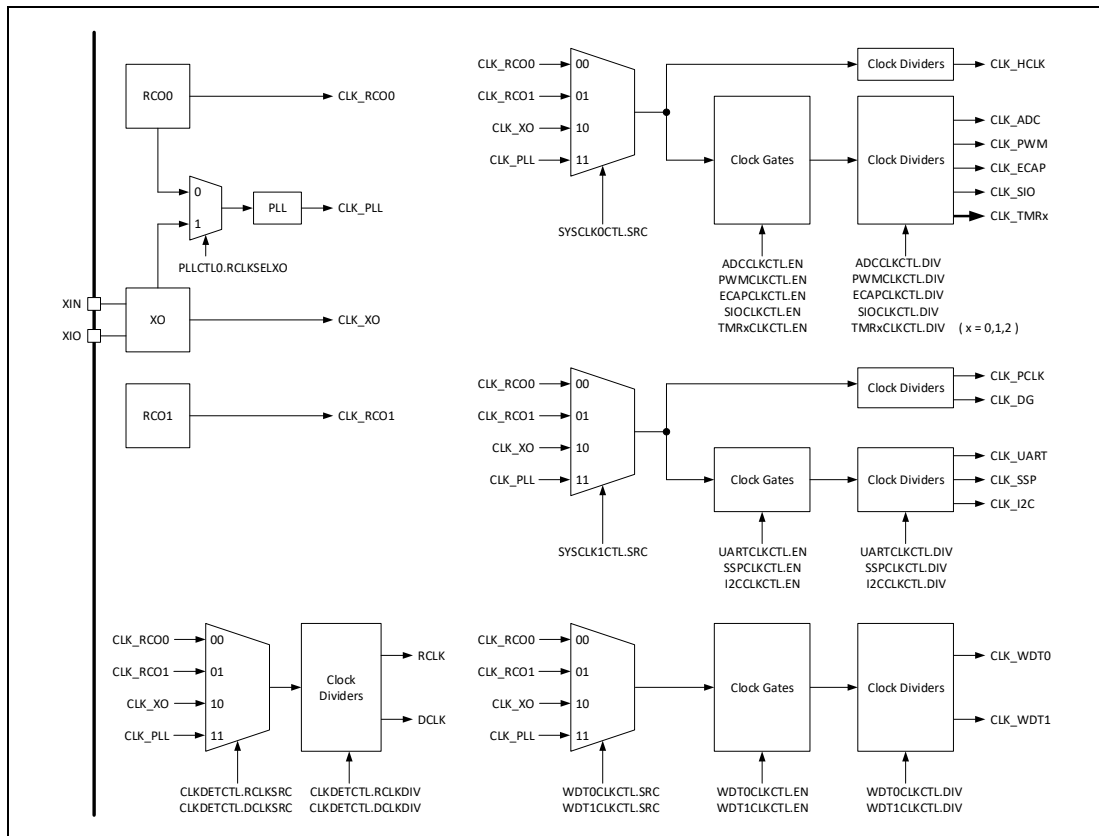 RCO0
CLK_RCO0
0
1
PLL
CLK_PLL
PLLCTL0.RCLKSELXO
XIN
XIO
XO
CLK_XO
RCO1
CLK_RCO1
CLK_RCO0
CLK_RCO1
CLK_XO
CLK_PLL
00
01
10
11
SYSCLK0CTL.SRC
Clock Dividers
CLK_HCLK
Clock Gates
Clock Dividers
CLK_ADC
CLK_PWM
CLK_ECAP
CLK_SIO
CLK_TMRx
ADCCLKCTL.EN
PWMCLKCTL.EN
ECAPCLKCTL.EN
SIOCLKCTL.EN
TMRxCLKCTL.EN
ADCCLKCTL.DIV
PWMCLKCTL.DIV
ECAPCLKCTL.DIV
SIOCLKCTL.DIV
TMRxCLKCTL.DIV ( x = 0,1,2 )
CLK_RCO0
CLK_RCO1
CLK_XO
CLK_PLL
00
01
10
11
SYSCLK1CTL.SRC
Clock Dividers
CLK_PCLK
CLK_DG
Clock Gates
Clock Dividers
CLK_UART
CLK_SSP
CLK_I2C
UARTCLKCTL.EN
SSPCLKCTL.EN
I2CCLKCTL.EN
UARTCLKCTL.DIV
SSPCLKCTL.DIV
I2CCLKCTL.DIV
CLK_RCO0
CLK_RCO1
CLK_XO
CLK_PLL
00
01
10
11
Clock
Dividers
RCLK
DCLK
CLKDETCTL.RCLKSRC
CLKDETCTL.DCLKSRC
CLKDETCTL.RCLKDIV
CLKDETCTL.DCLKDIV
CLK_RCO0
CLK_RCO1
CLK_XO
CLK_PLL
00
01
10
11
Clock Gates
Clock Dividers
CLK_WDT0
CLK_WDT1
WDT0CLKCTL.SRC
WDT1CLKCTL.SRC
WDT0CLKCTL.EN
WDT1CLKCTL.EN
WDT0CLKCTL.DIV
WDT1CLKCTL.DIV